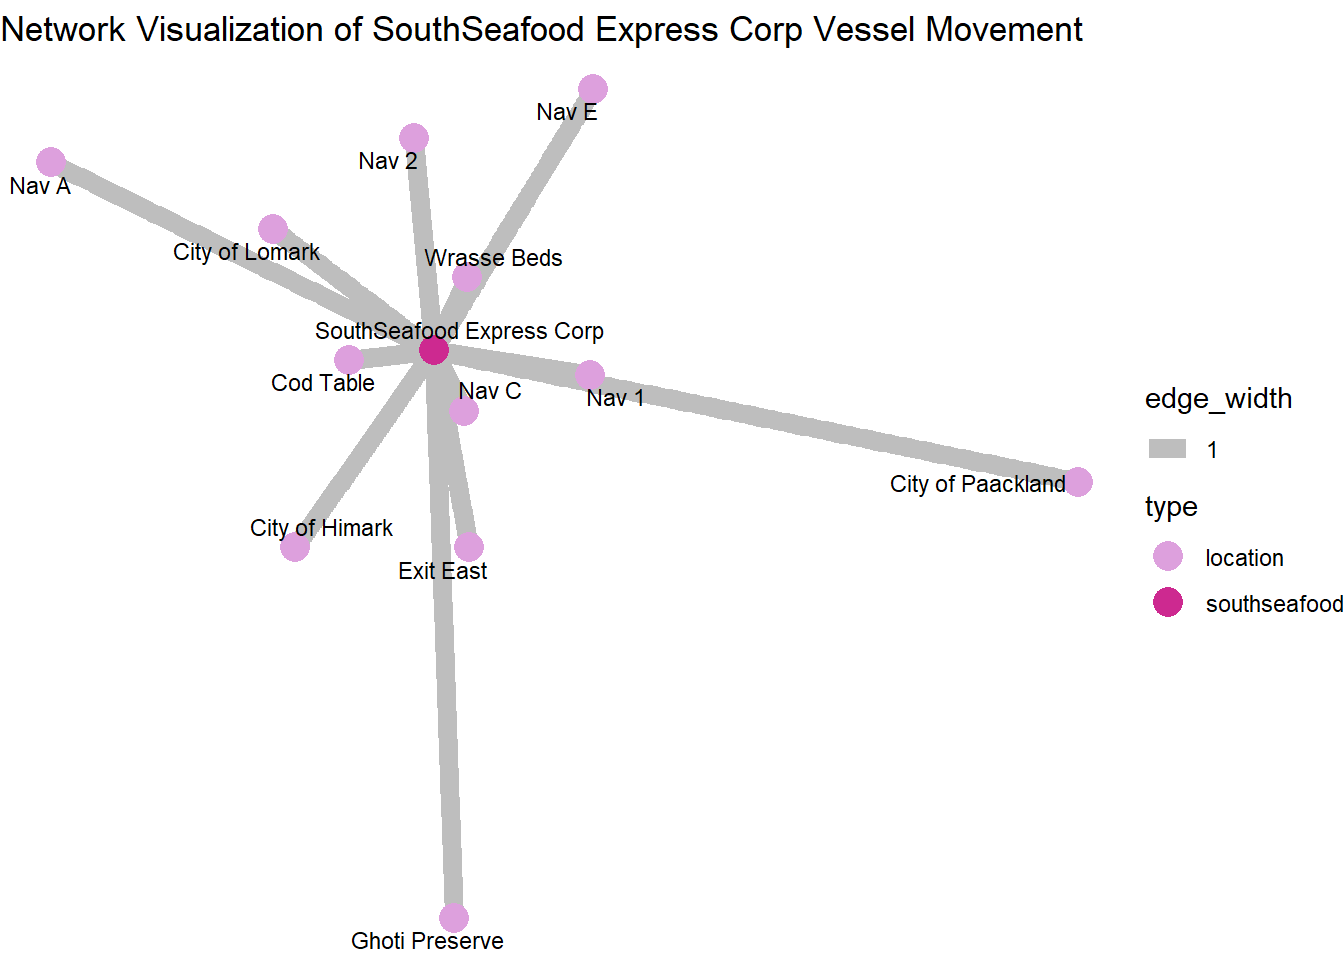 Network Visualization of SouthSeafood Express Corp Vessel Movement
Nav E
Nav 2
Nav A
City of Lomark
Wrasse Beds
SouthSeafood Express Corp
Cod Table
Nav C
Nav 1
City of Paackland
City of Himark
Exit East
Ghoti Preserve
edge_width
1
type
location
southseafood